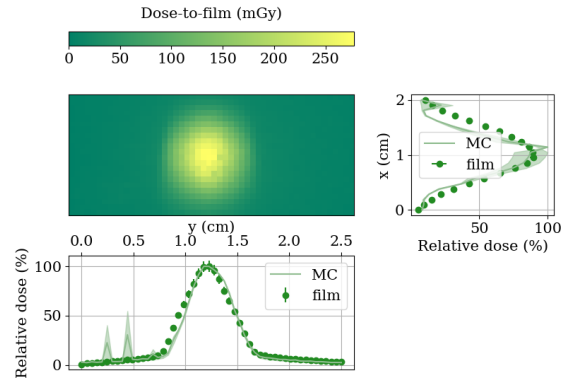 Dose-to-film (mGy)
0 50 100 150 200 250
2
1
0
x (cm)
MC
film
50 100
Relative dose (%)
y (cm)
0.0 0.5 1.0 1.5 2.0 2.5
Relative dose (%)
100
50
0
MC
film